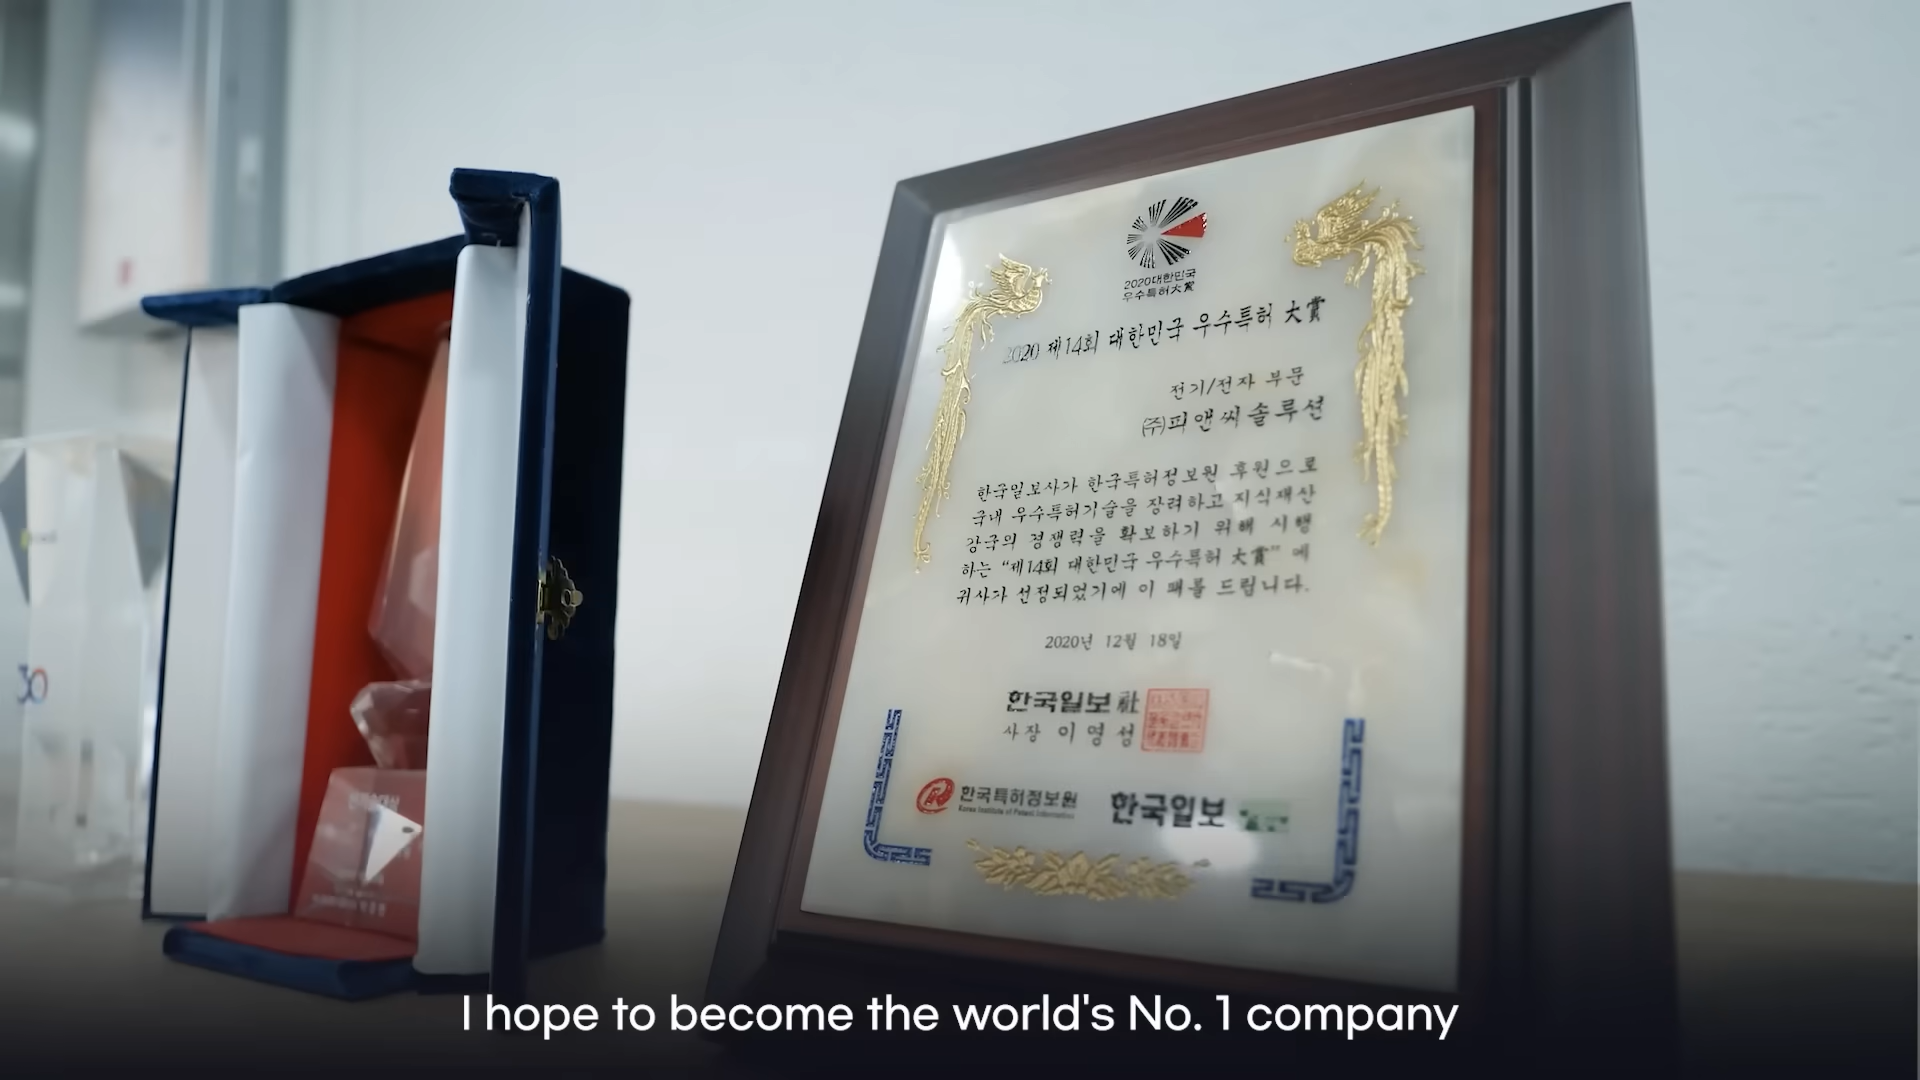 2020대한민국
우수특허大賞
2020 제14회 대한민국 우수특허 大賞
전기/전자 부문
㈜피앤씨솔루션
한국일보사가 한국특허정보원 후원으로
국내 우수특허기술을 장려하고 지식재산
강국의 경쟁력을 확보하기 위해 시행
하는 “제14회 대한민국 우수특허 大賞” 에
귀사가 선정되었기에 이 패를 드립니다.
2020년 12월 18일
한국일보社
사장 이영성
한국특허정보원
Korea Institute of Patent Information
한국일보
30
I hope to become the world's No. 1 company